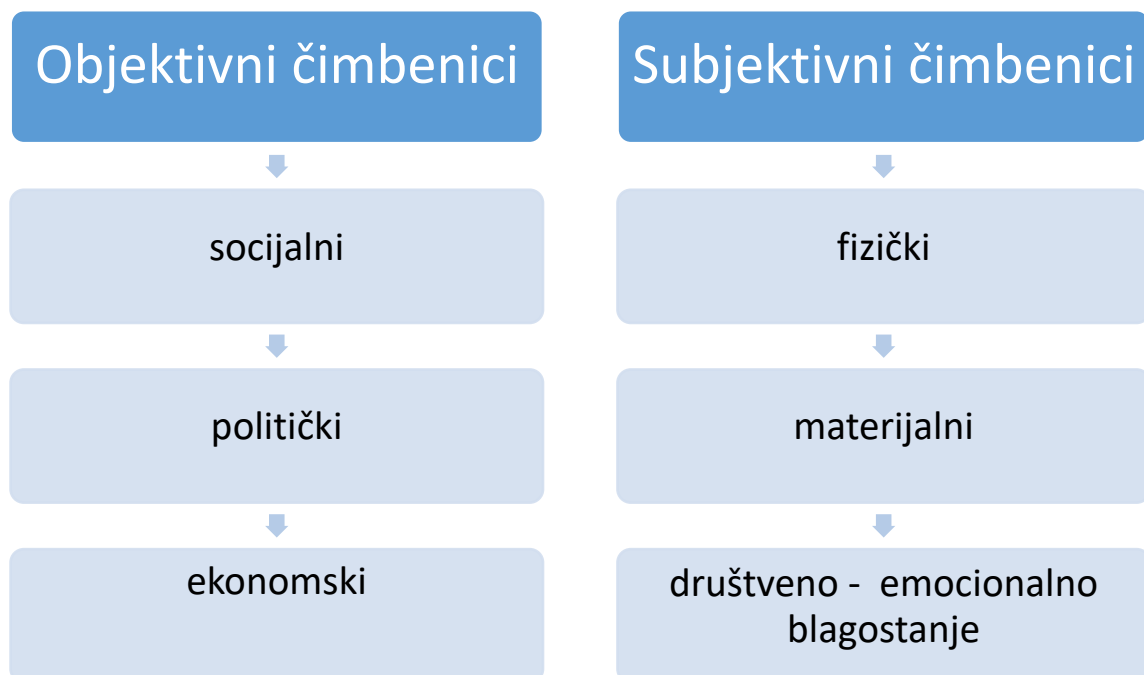 Objektivni čimbenici
socijalni
politički
ekonomski
Subjektivni čimbenici
fizički
materijalni
društveno - emocionalno
blagostanje